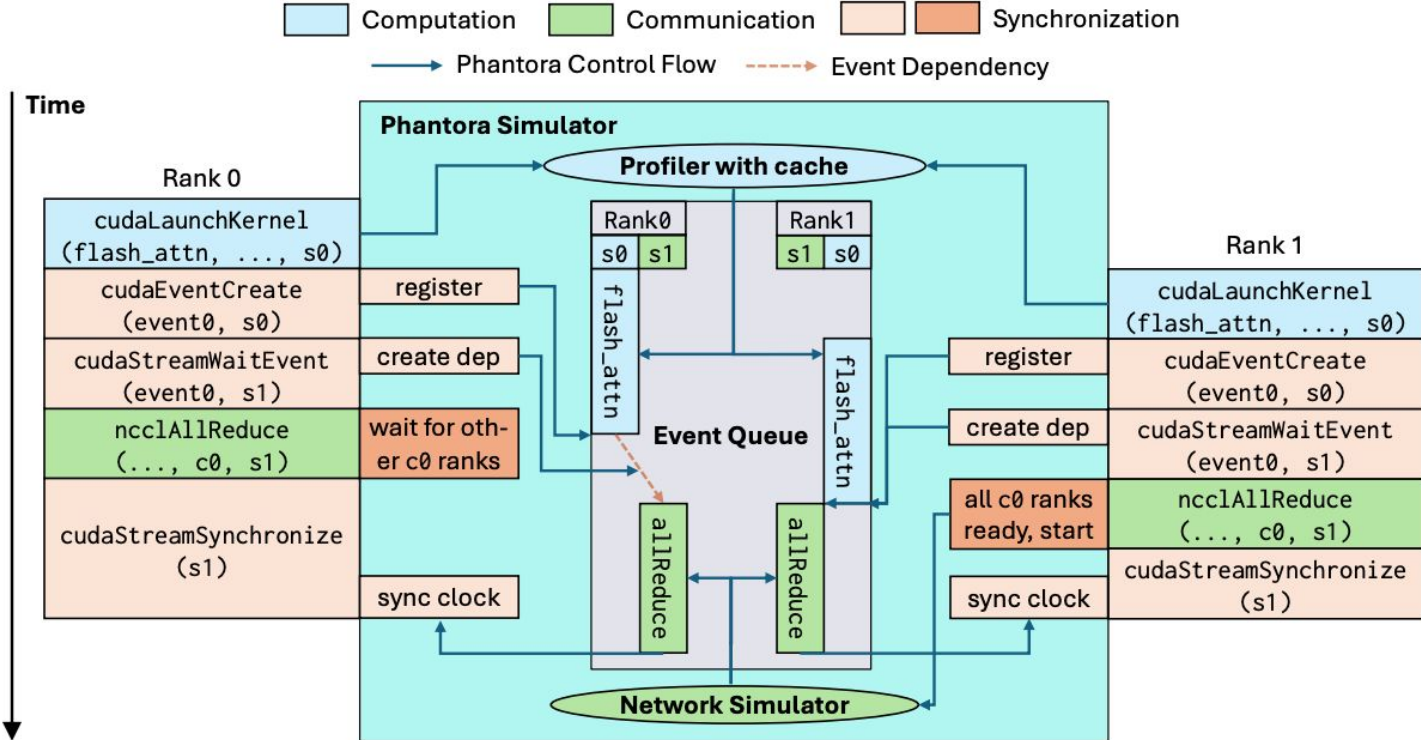 Computation
Communication
Synchronization
Phantora Control Flow
Event Dependency
Time
Phantora Simulator
Profiler with cache
Rank 0
cudaLaunchKernel
(flash_attn, ..., s0)
cudaEventCreate
(event0, s0)
cudaStreamWaitEvent
(event0, s1)
ncclAllReduce
(..., c0, s1)
cudaStreamSynchronize
(s1)
register
create dep
wait for oth-
er c0 ranks
sync clock
Rank0
s0 s1
flash_attn
allReduce
Rank1
s1 s0
flash_attn
allReduce
Event Queue
Network Simulator
register
create dep
all c0 ranks
ready, start
sync clock
Rank 1
cudaLaunchKernel
(flash_attn, ..., s0)
cudaEventCreate
(event0, s0)
cudaStreamWaitEvent
(event0, s1)
ncclAllReduce
(..., c0, s1)
cudaStreamSynchronize
(s1)